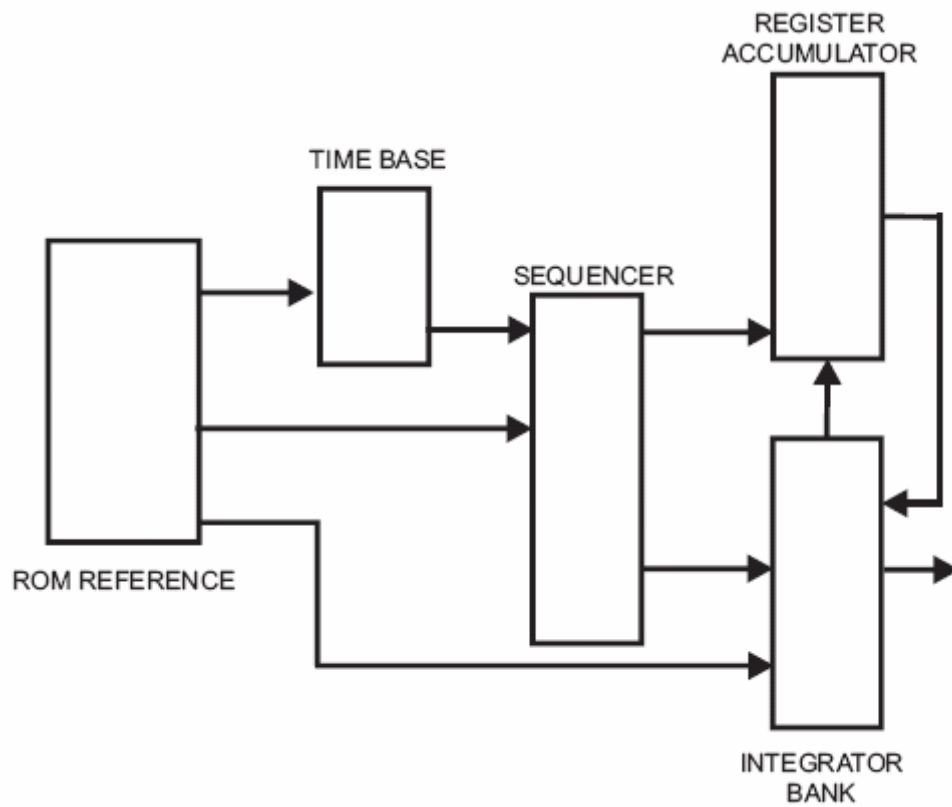 REGISTER
ACCUMULATOR
TIME BASE
SEQUENCER
ROM REFERENCE
INTEGRATOR
BANK